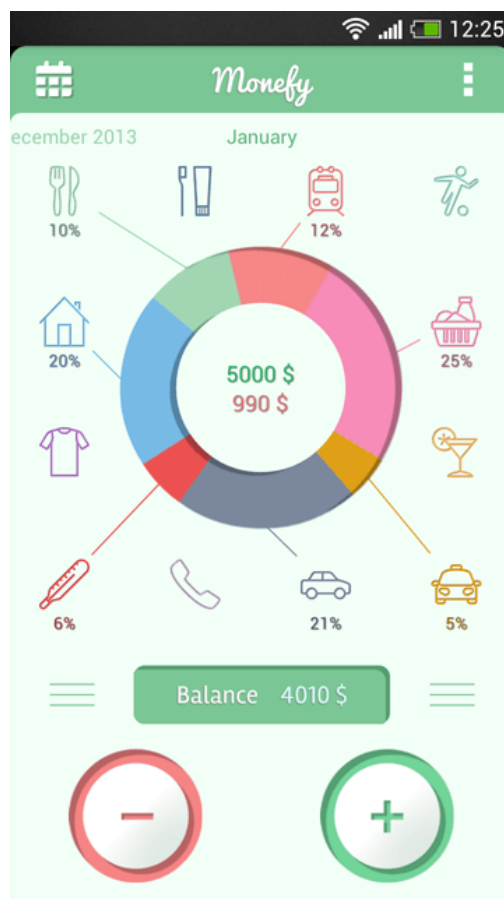 12:25
Monefy
ecember 2013 January
10% 12%
20% 25%
5000 $
990 $
6% 21% 5%
Balance 4010 $